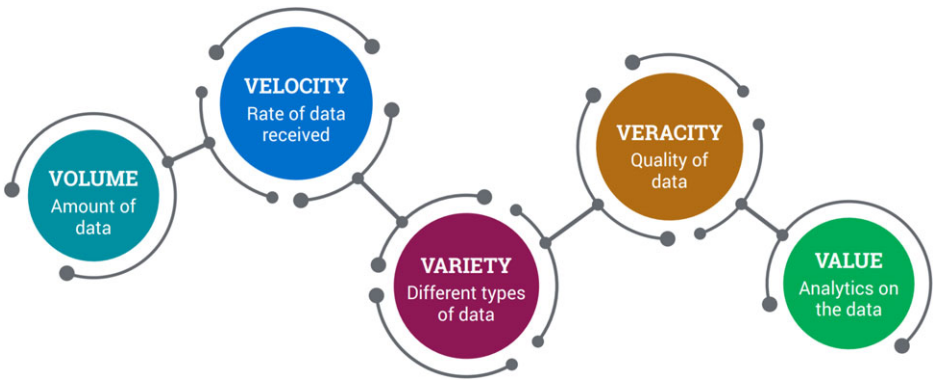 VOLUME
Amount of
data
VELOCITY
Rate of data
received
VARIETY
Different types
of data
VERACITY
Quality of
data
VALUE
Analytics on
the data